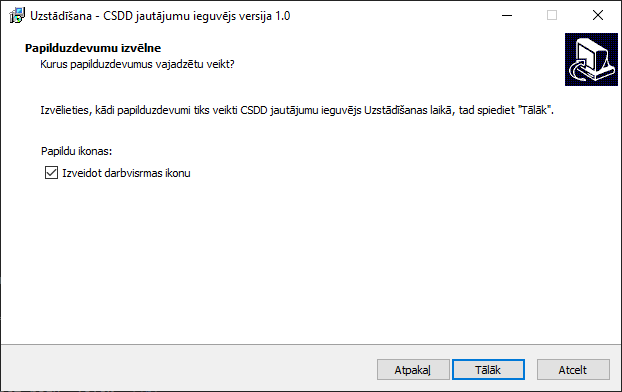 Uzstādīšana - CSDD jautājumu ieguvējs versija 1.0
Papilduzdevumu izvēlne
Kurus papilduzdevumus vajadzētu veikt?
Izvēlieties, kādi papilduzdevumi tiks veikti CSDD jautājumu ieguvējs Uzstādīšanas laikā, tad spiediet "Tālāk".
Papildu ikonas:
Izveidot darbvisrmas ikonu
Atpakaļ
Tālāk
Atcelt